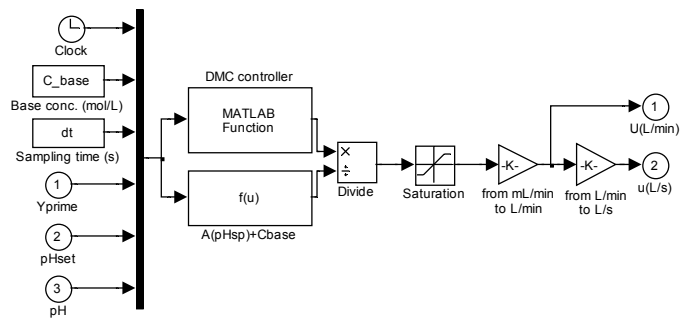 Clock
C_base
Base conc. (mol/L)
dt
Sampling time (s)
1
Yprime
2
pHset
3
pH
DMC controller
MATLAB
Function
f(u)
A(pHsp)+Cbase
×
÷
Divide
Saturation
-K-
from mL/min
to L/min
-K-
from L/min
to L/s
1
U(L/min)
2
u(L/s)